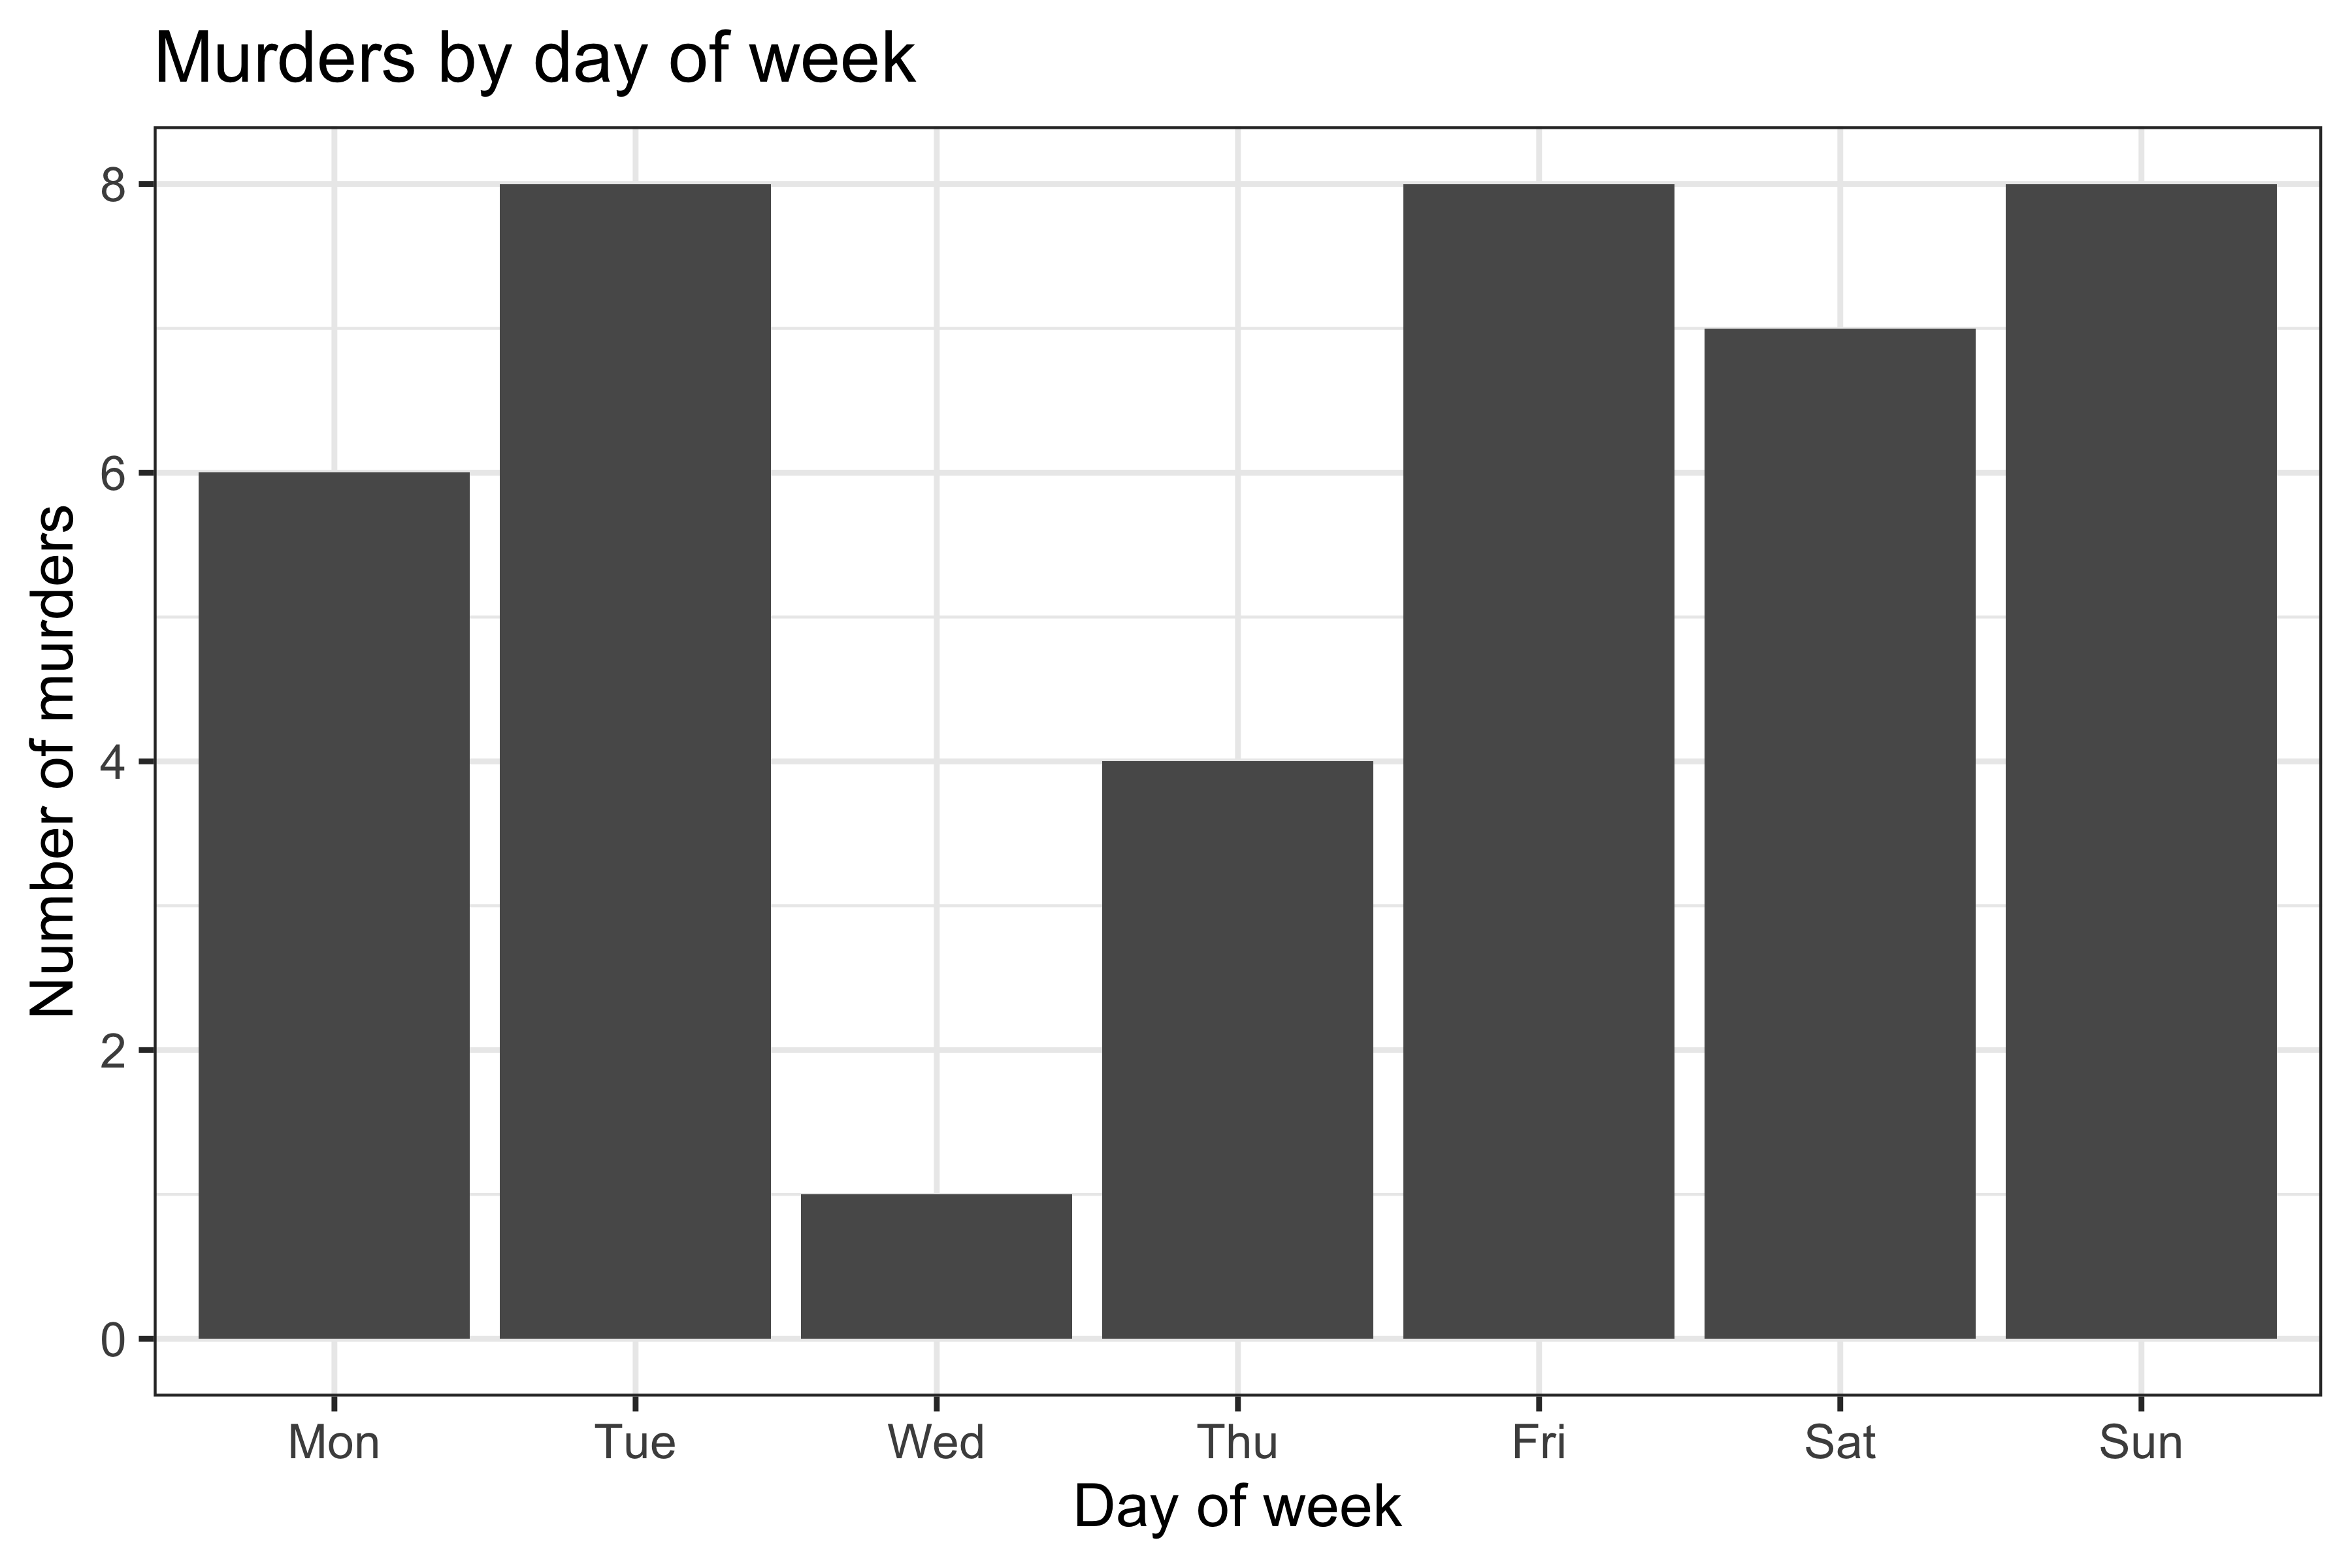 Murders by day of week
Number of murders
8
6
4
2
0
Mon Tue Wed Thu Fri Sat Sun
Day of week